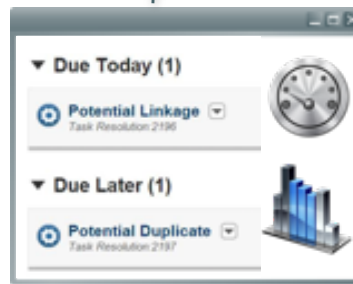 Due Today (1)
Potential Linkage
Task Resolution 2196
Due Later (1)
Potential Duplicate
Task Resolution 2197